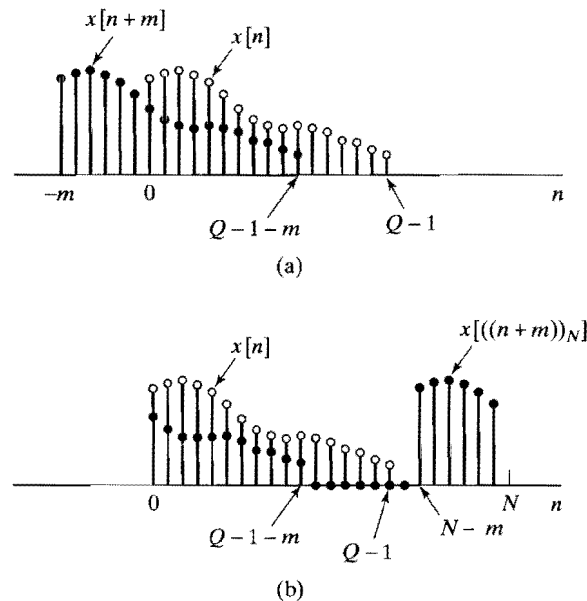 x[n + m]
x[n]
−m
0
n
Q − 1 − m
Q − 1
(a)
x[((n + m))N]
x[n]
0
N
n
Q − 1 − m
Q − 1
N − m
(b)